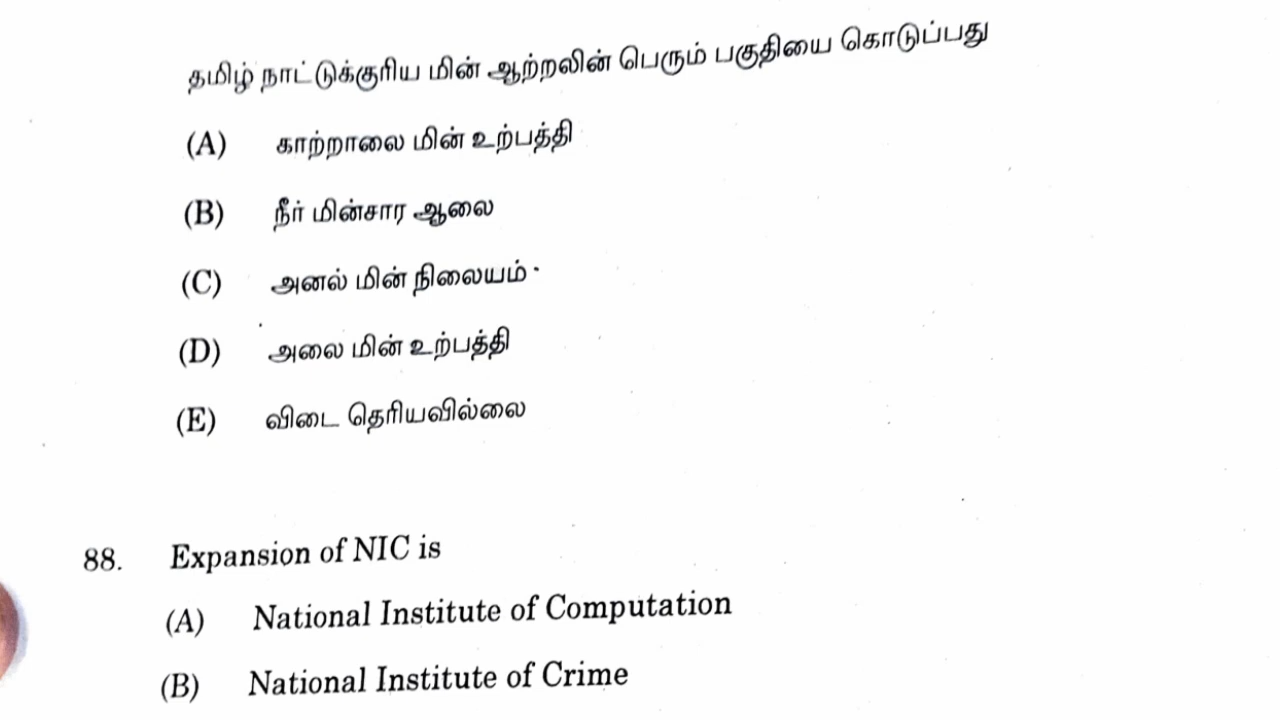 தமிழ் நாட்டுக்குரிய மின் ஆற்றலின் பெரும் பகுதியை கொடுப்பது
(A) காற்றாலை மின் உற்பத்தி
(B) நீர் மின்சார ஆலை
(C) அனல் மின் நிலையம்
(D) அலை மின் உற்பத்தி
(E) விடை தெரியவில்லை
88. Expansion of NIC is
(A) National Institute of Computation
(B) National Institute of Crime